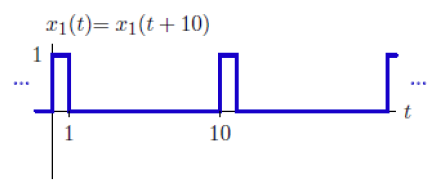 x₁(t)= x₁(t + 10)
1
... ...
t
1 10